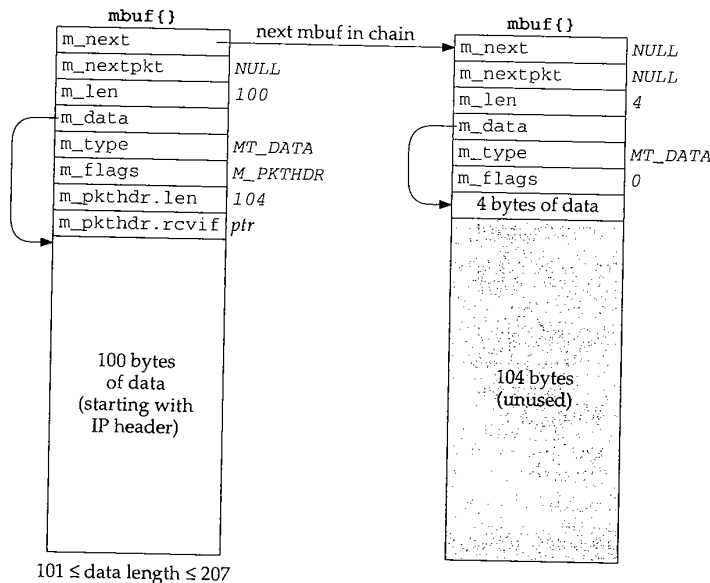 mbuf{}
m_next
next mbuf in chain
m_nextpkt NULL
m_len 100
m_data
m_type MT_DATA
m_flags M_PKTHDR
m_pkthdr.len 104
m_pkthdr.rcvif ptr
100 bytes
of data
(starting with
IP header)
101 ≤ data length ≤ 207
mbuf{}
m_next NULL
m_nextpkt NULL
m_len 4
m_data
m_type MT_DATA
m_flags 0
4 bytes of data
104 bytes
(unused)